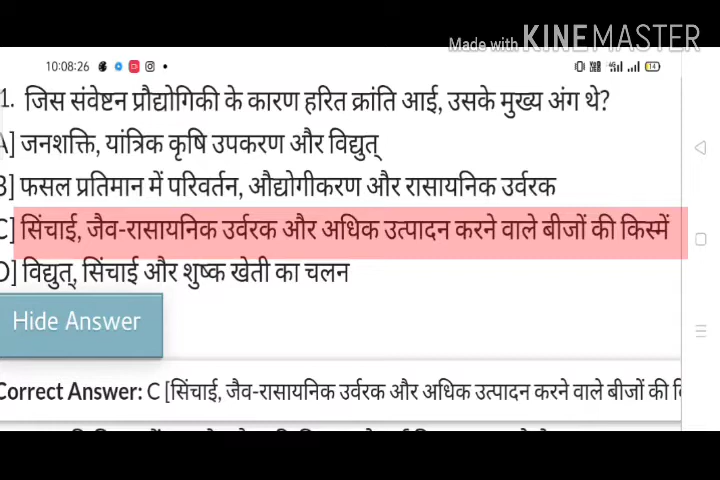 Made with KINEMASTER
10:08:26
1. जिस संवेष्टन प्रौद्योगिकी के कारण हरित क्रांति आई, उसके मुख्य अंग थे?
A] जनशक्ति, यांत्रिक कृषि उपकरण और विद्युत्
B] फसल प्रतिमान में परिवर्तन, औद्योगीकरण और रासायनिक उर्वरक
C] सिंचाई, जैव-रासायनिक उर्वरक और अधिक उत्पादन करने वाले बीजों की किस्में
D] विद्युत्, सिंचाई और शुष्क खेती का चलन
Hide Answer
Correct Answer: C [सिंचाई, जैव-रासायनिक उर्वरक और अधिक उत्पादन करने वाले बीजों की